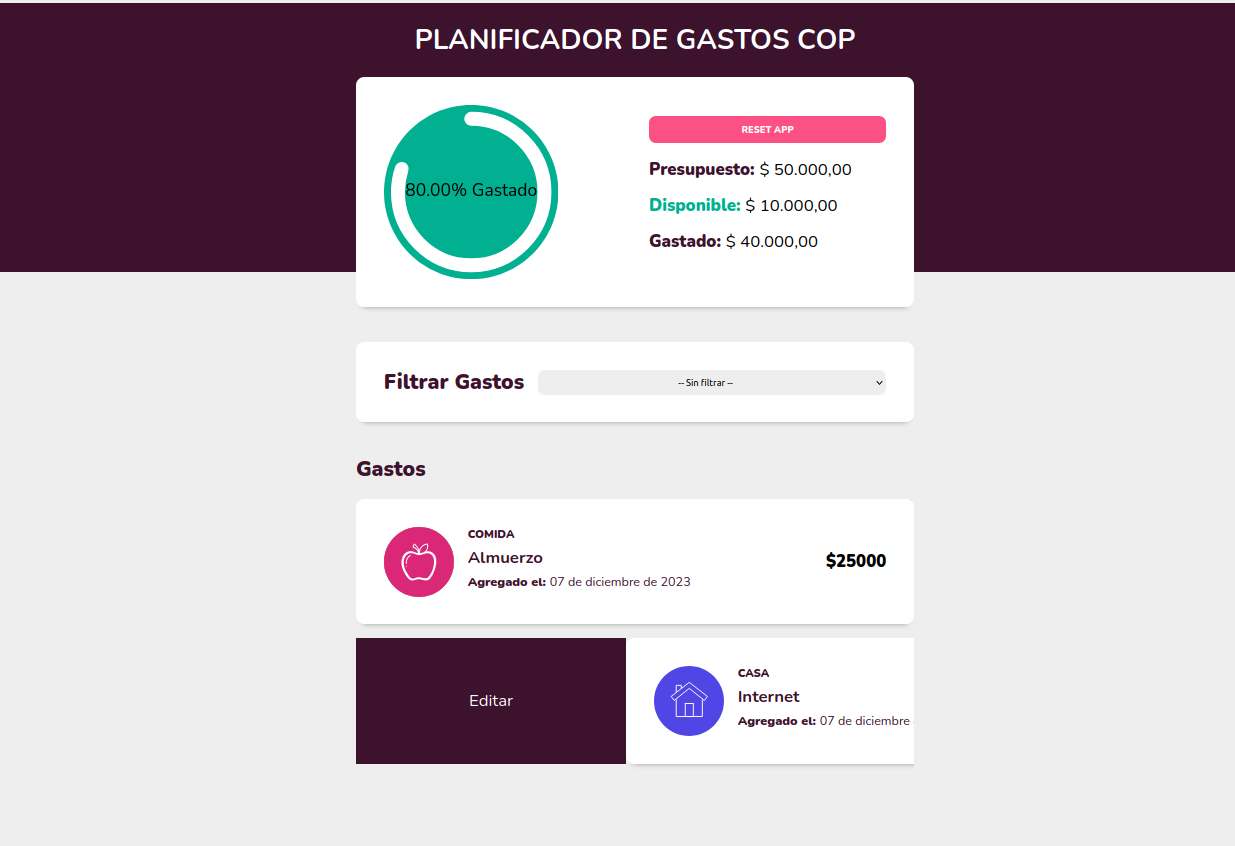 PLANIFICADOR DE GASTOS COP
80.00% Gastado
RESET APP
Presupuesto: $ 50.000,00
Disponible: $ 10.000,00
Gastado: $ 40.000,00
Filtrar Gastos
-- Sin filtrar --
Gastos
COMIDA
Almuerzo
Agregado el: 07 de diciembre de 2023
$25000
Editar
CASA
Internet
Agregado el: 07 de diciembre